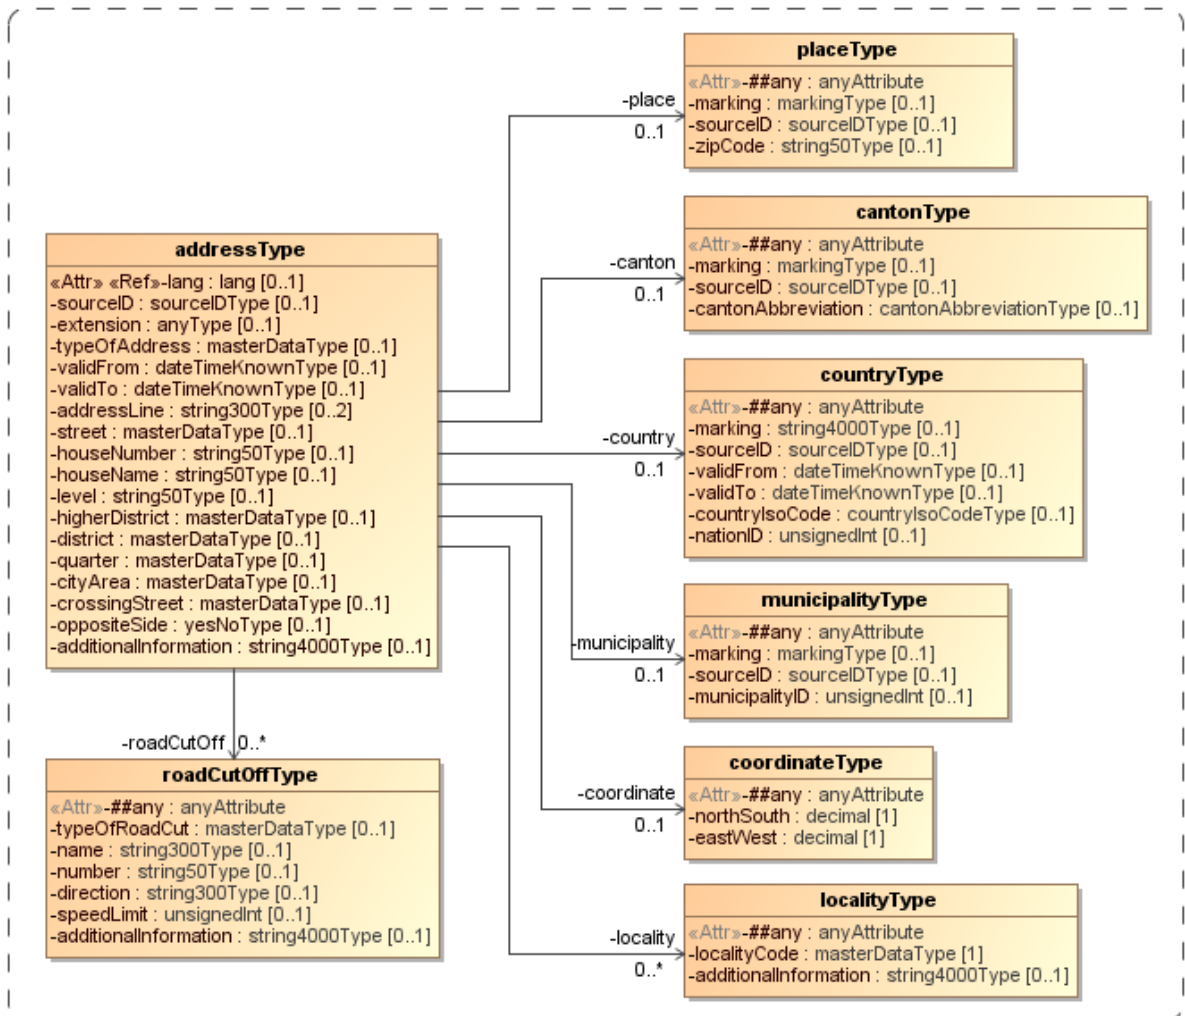 addressType
«Attr» «Ref»-lang : lang [0..1]
-sourceID : sourceIDType [0..1]
-extension : anyType [0..1]
-typeOfAddress : masterDataType [0..1]
-validFrom : dateTimeKnownType [0..1]
-validTo : dateTimeKnownType [0..1]
-addressLine : string300Type [0..2]
-street : masterDataType [0..1]
-houseNumber : string50Type [0..1]
-houseName : string50Type [0..1]
-level : string50Type [0..1]
-higherDistrict : masterDataType [0..1]
-district : masterDataType [0..1]
-quarter : masterDataType [0..1]
-cityArea : masterDataType [0..1]
-crossingStreet : masterDataType [0..1]
-oppositeSide : yesNoType [0..1]
-additionalInformation : string4000Type [0..1]
-roadCutOff 0..*
roadCutOffType
«Attr»-##any : anyAttribute
-typeOfRoadCut : masterDataType [0..1]
-name : string300Type [0..1]
-number : string50Type [0..1]
-direction : string300Type [0..1]
-speedLimit : unsignedInt [0..1]
-additionalInformation : string4000Type [0..1]
-place
0..1
placeType
«Attr»-##any : anyAttribute
-marking : markingType [0..1]
-sourceID : sourceIDType [0..1]
-zipCode : string50Type [0..1]
-canton
0..1
cantonType
«Attr»-##any : anyAttribute
-marking : markingType [0..1]
-sourceID : sourceIDType [0..1]
-cantonAbbreviation : cantonAbbreviationType [0..1]
-country
0..1
countryType
«Attr»-##any : anyAttribute
-marking : string4000Type [0..1]
-sourceID : sourceIDType [0..1]
-validFrom : dateTimeKnownType [0..1]
-validTo : dateTimeKnownType [0..1]
-countryIsoCode : countryIsoCodeType [0..1]
-nationID : unsignedInt [0..1]
-municipality
0..1
municipalityType
«Attr»-##any : anyAttribute
-marking : markingType [0..1]
-sourceID : sourceIDType [0..1]
-municipalityID : unsignedInt [0..1]
-coordinate
0..1
coordinateType
«Attr»-##any : anyAttribute
-northSouth : decimal [1]
-eastWest : decimal [1]
-locality
0..*
localityType
«Attr»-##any : anyAttribute
-localityCode : masterDataType [1]
-additionalInformation : string4000Type [0..1]